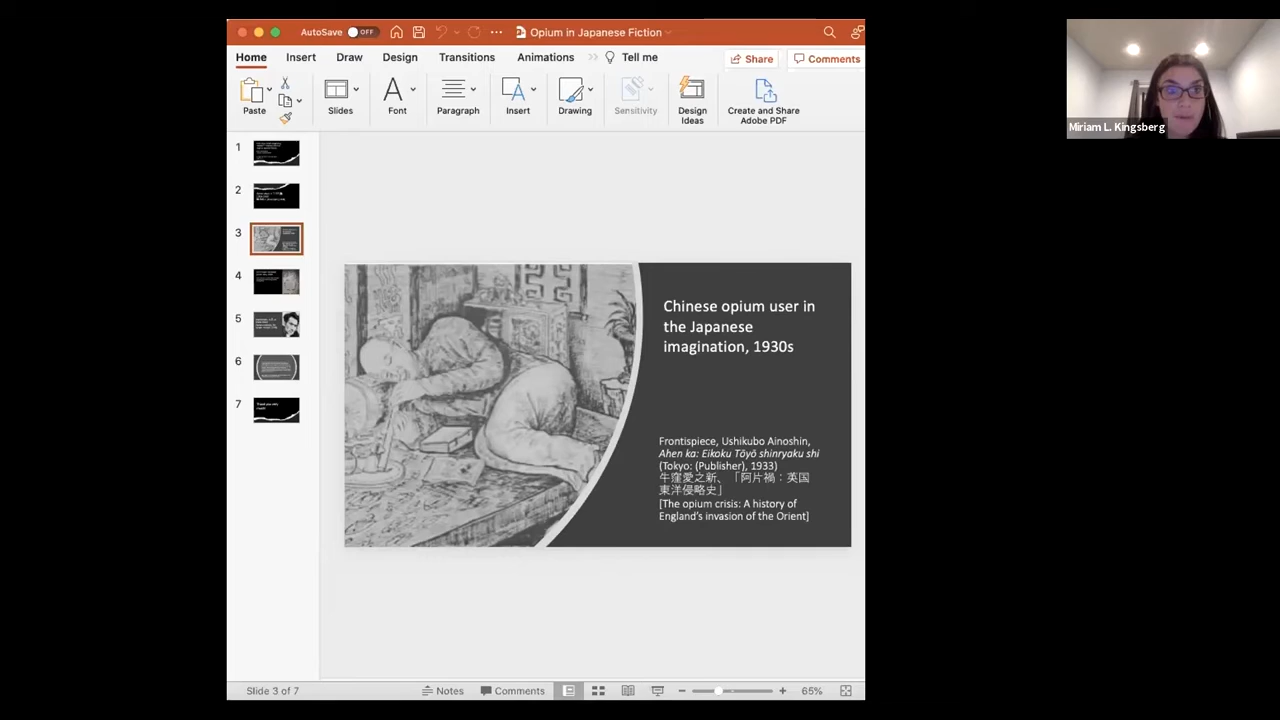 AutoSave OFF
Opium in Japanese Fiction
Home Insert Draw Design Transitions Animations Tell me
Share Comments
Paste Slides Font Paragraph Insert Drawing Sensitivity Design Ideas Create and Share Adobe PDF
1
2
3
4
5
6
7
Chinese opium user in
the Japanese
imagination, 1930s
Frontispiece, Ushikubo Ainoshin,
Ahen ka: Eikoku Tōyō shinryaku shi
(Tokyo: (Publisher), 1933)
牛窪愛之新、「阿片禍：英国
東洋侵略史」
[The opium crisis: A history of
England's invasion of the Orient]
Slide 3 of 7 Notes Comments 65%
Miriam L. Kingsberg